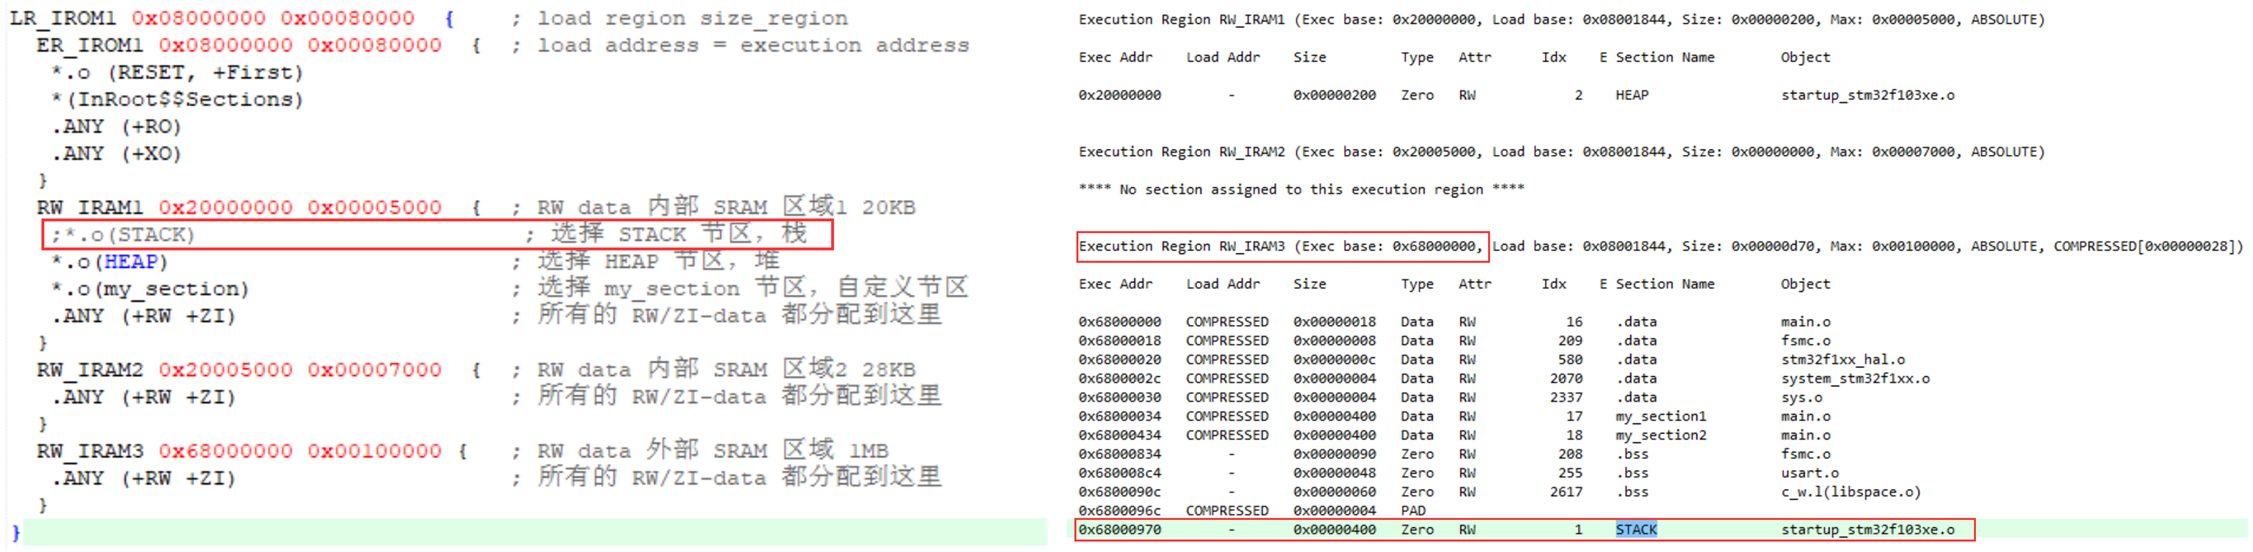 LR_IROM1 0x08000000 0x00080000 { ; load region size_region
ER_IROM1 0x08000000 0x00080000 { ; load address = execution address
*.o (RESET, +First)
*(InRoot$$Sections)
.ANY (+RO)
.ANY (+XO)
}
RW_IRAM1 0x20000000 0x00005000 { ; RW data 内部 SRAM 区域1 20KB
;*.o(STACK) ; 选择 STACK 节区，栈
*.o(HEAP) ; 选择 HEAP 节区，堆
*.o(my_section) ; 选择 my_section 节区，自定义节区
.ANY (+RW +ZI) ; 所有的 RW/ZI-data 都分配到这里
}
RW_IRAM2 0x20005000 0x00007000 { ; RW data 内部 SRAM 区域2 28KB
.ANY (+RW +ZI) ; 所有的 RW/ZI-data 都分配到这里
}
RW_IRAM3 0x68000000 0x00100000 { ; RW data 外部 SRAM 区域 1MB
.ANY (+RW +ZI) ; 所有的 RW/ZI-data 都分配到这里
}
}
Execution Region RW_IRAM1 (Exec base: 0x20000000, Load base: 0x08001844, Size: 0x00000200, Max: 0x00005000, ABSOLUTE)
Exec Addr Load Addr Size Type Attr Idx E Section Name Object
0x20000000 - 0x00000200 Zero RW 2 HEAP startup_stm32f103xe.o
Execution Region RW_IRAM2 (Exec base: 0x20005000, Load base: 0x08001844, Size: 0x00000000, Max: 0x00007000, ABSOLUTE)
**** No section assigned to this execution region ****
Execution Region RW_IRAM3 (Exec base: 0x68000000, Load base: 0x08001844, Size: 0x00000d70, Max: 0x00100000, ABSOLUTE, COMPRESSED[0x00000028])
Exec Addr Load Addr Size Type Attr Idx E Section Name Object
0x68000000 COMPRESSED 0x00000018 Data RW 16 .data main.o
0x68000018 COMPRESSED 0x00000008 Data RW 209 .data fsmc.o
0x68000020 COMPRESSED 0x0000000c Data RW 580 .data stm32f1xx_hal.o
0x6800002c COMPRESSED 0x00000004 Data RW 2070 .data system_stm32f1xx.o
0x68000030 COMPRESSED 0x00000004 Data RW 2337 .data sys.o
0x68000034 COMPRESSED 0x00000400 Data RW 17 my_section1 main.o
0x68000434 COMPRESSED 0x00000400 Data RW 18 my_section2 main.o
0x68000834 - 0x00000090 Zero RW 208 .bss fsmc.o
0x680008c4 - 0x00000048 Zero RW 255 .bss usart.o
0x6800090c - 0x00000060 Zero RW 2617 .bss c_w.l(libspace.o)
0x6800096c COMPRESSED 0x00000004 PAD
0x68000970 - 0x00000400 Zero RW 1 STACK startup_stm32f103xe.o